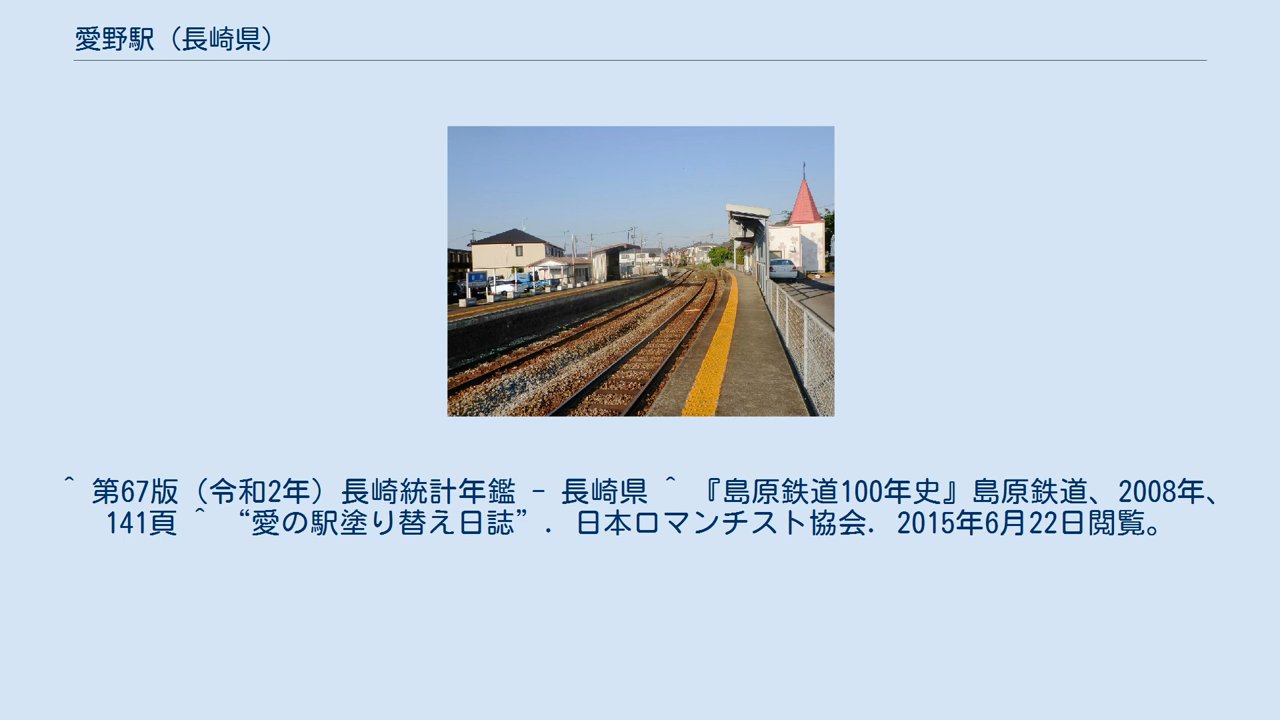 愛野駅（長崎県）
^ 第67版（令和2年）長崎統計年鑑 - 長崎県 ^ 『島原鉄道100年史』島原鉄道、2008年、
141頁 ^ “愛の駅塗り替え日誌”. 日本ロマンチスト協会. 2015年6月22日閲覧。